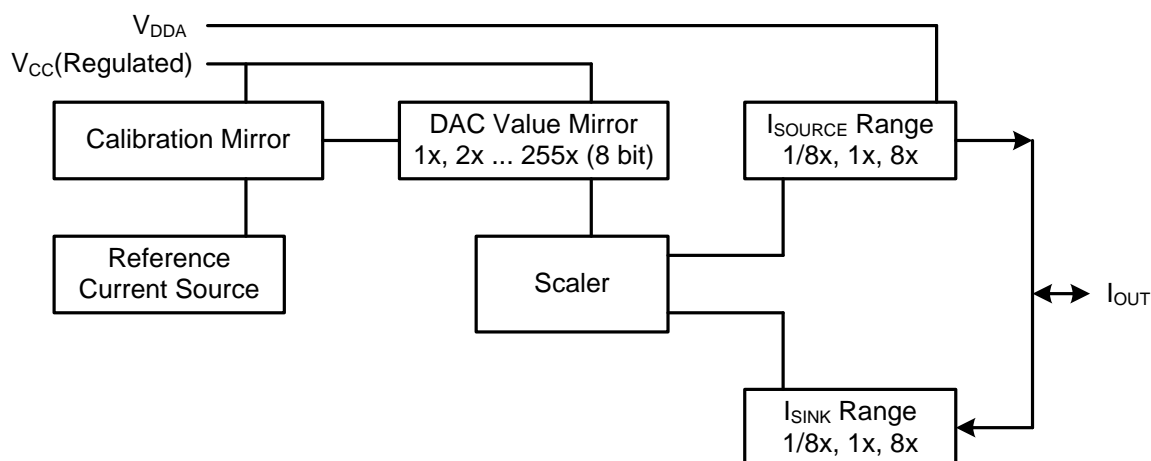 VDDA
VCC(Regulated)
Calibration Mirror
DAC Value Mirror
1x, 2x ... 255x (8 bit)
ISOURCE Range
1/8x, 1x, 8x
Reference
Current Source
Scaler
IOUT
ISINK Range
1/8x, 1x, 8x